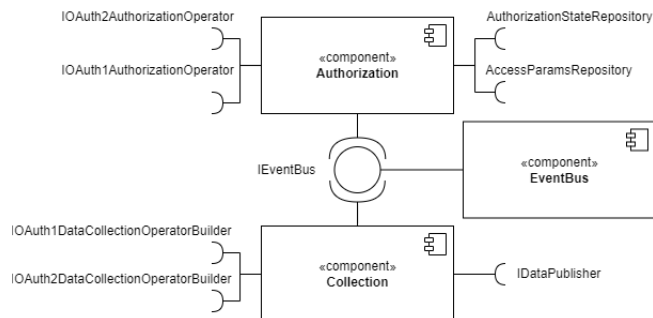 IOAuth2AuthorizationOperator
AuthorizationStateRepository
«component»
Authorization
IOAuth1AuthorizationOperator
AccessParamsRepository
IEventBus
«component»
EventBus
IOAuth1DataCollectionOperatorBuilder
IOAuth2DataCollectionOperatorBuilder
«component»
Collection
IDataPublisher